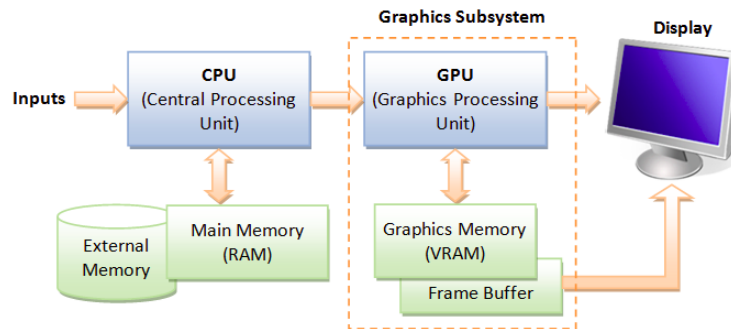 Graphics Subsystem
Display
Inputs
CPU
(Central Processing
Unit)
GPU
(Graphics Processing
Unit)
External
Memory
Main Memory
(RAM)
Graphics Memory
(VRAM)
Frame Buffer